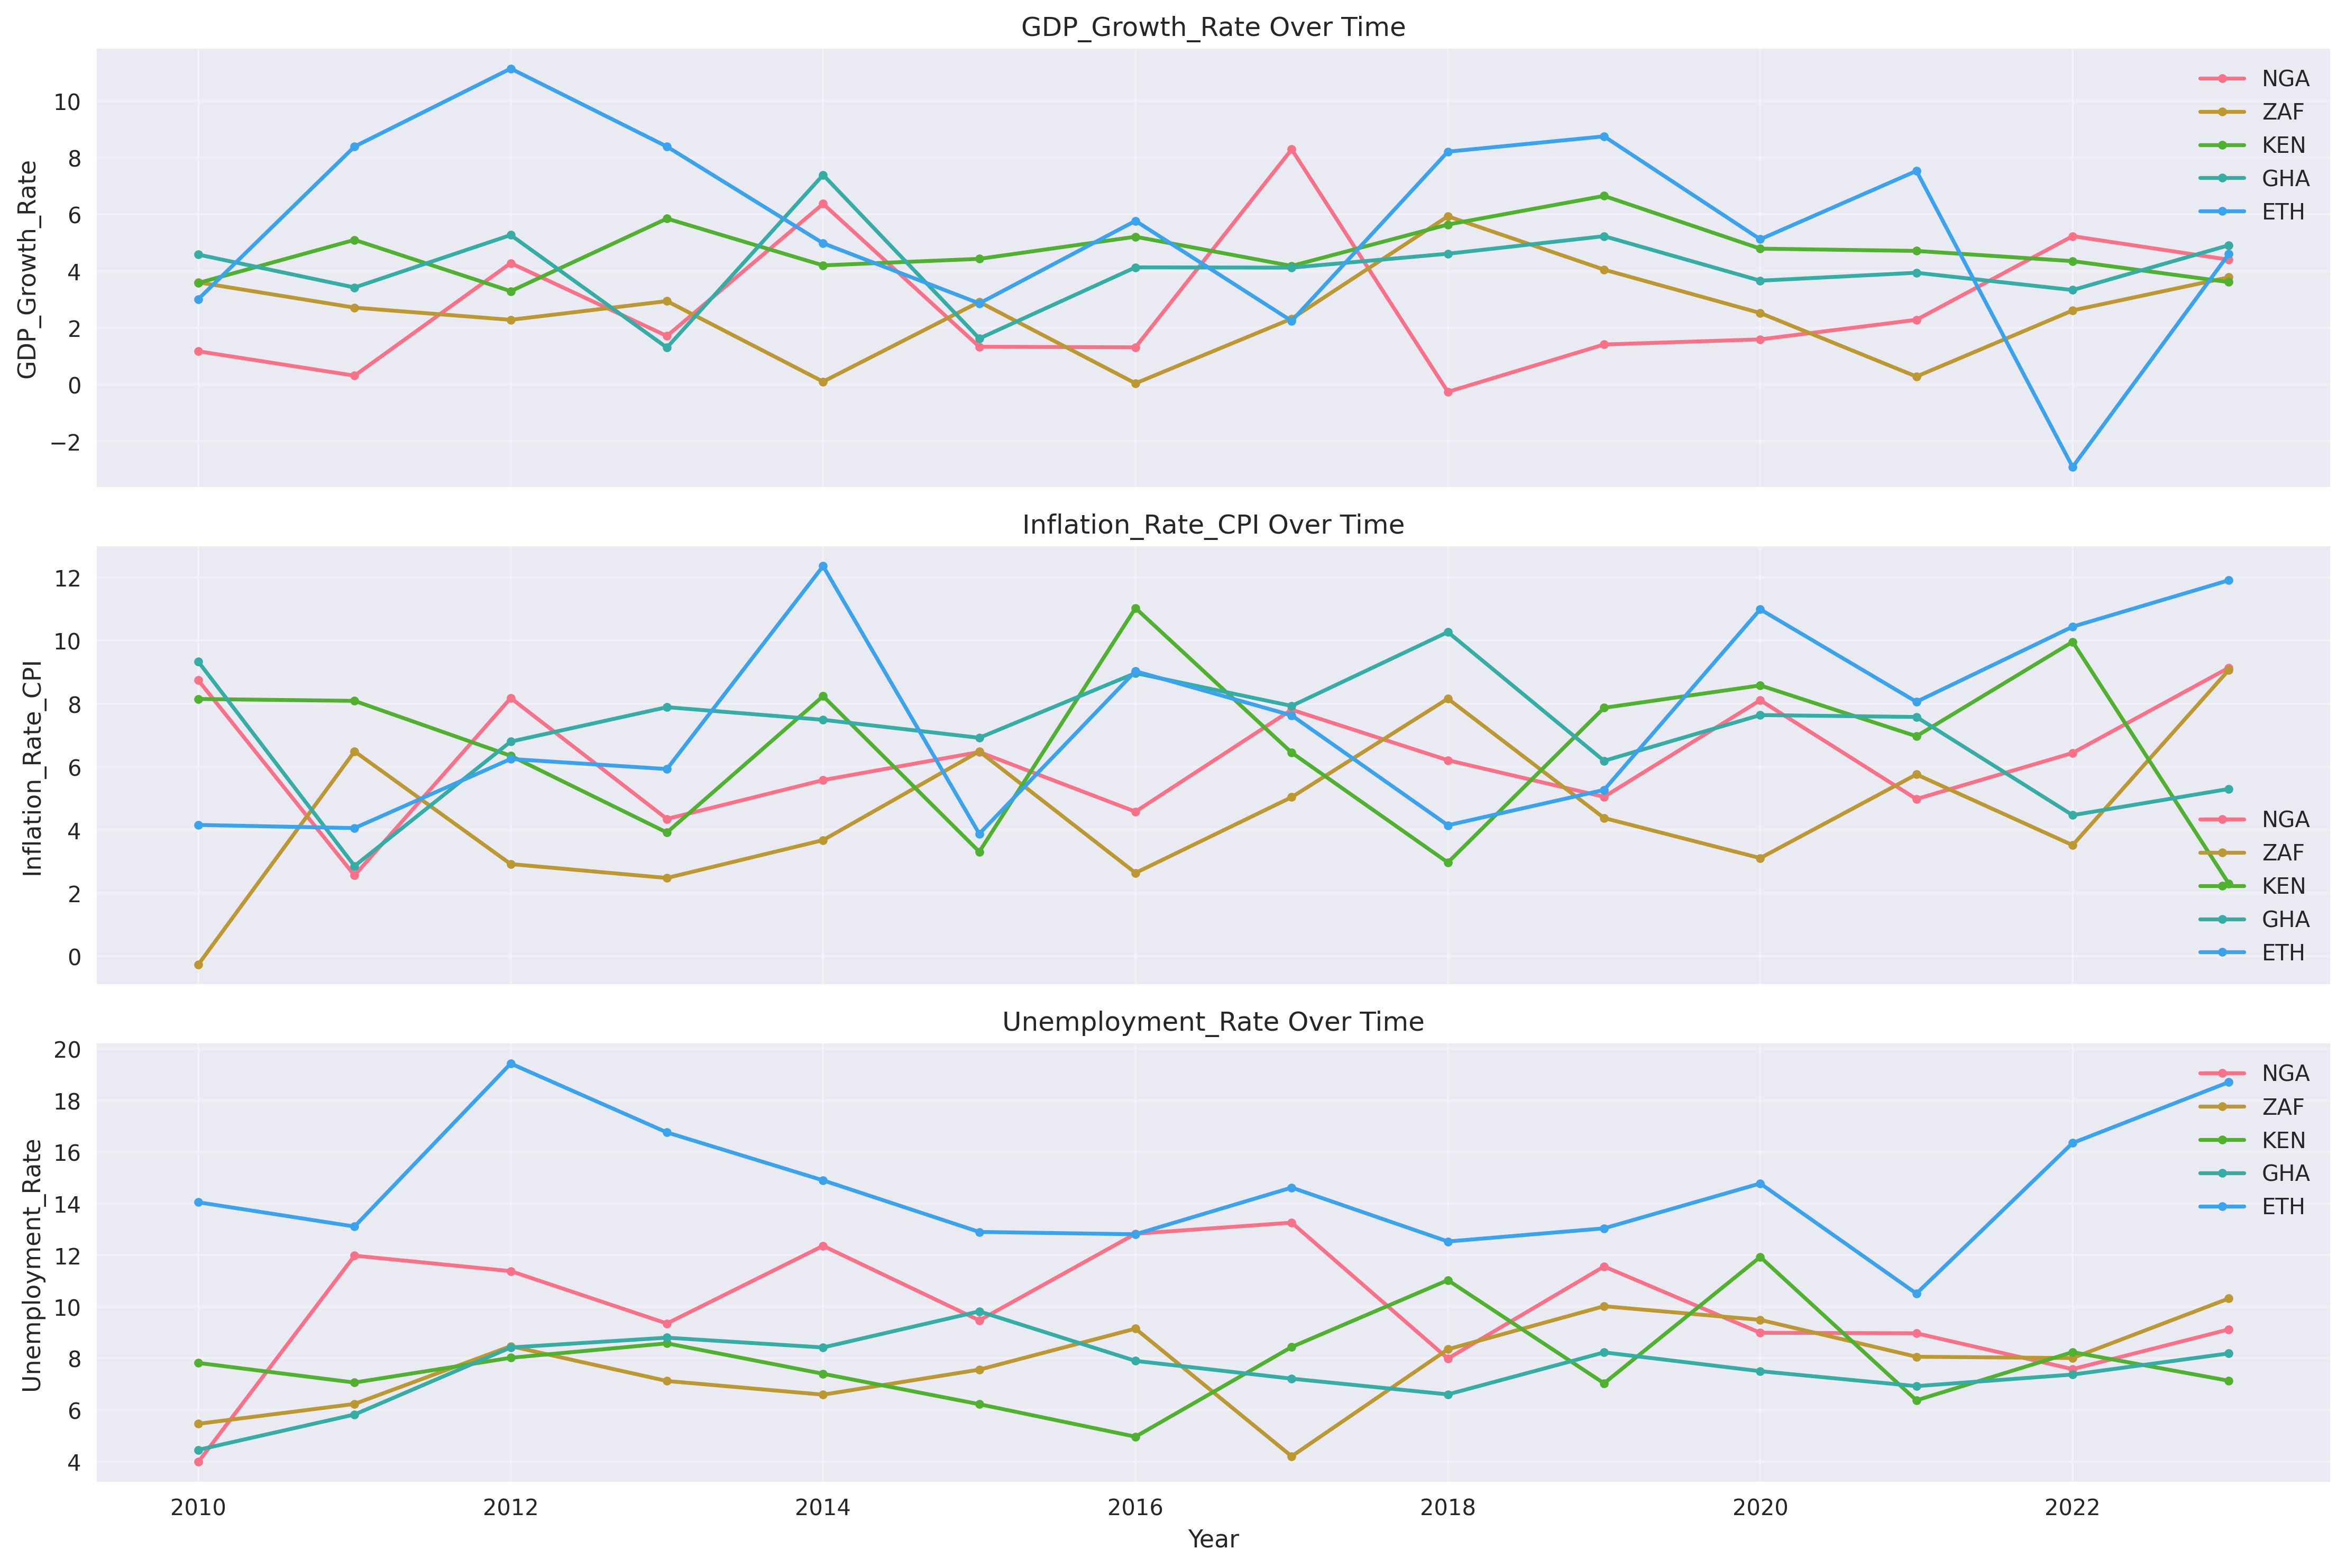 GDP_Growth_Rate Over Time
GDP_Growth_Rate
10
8
6
4
2
0
−2
NGA
ZAF
KEN
GHA
ETH
Inflation_Rate_CPI Over Time
Inflation_Rate_CPI
12
10
8
6
4
2
0
NGA
ZAF
KEN
GHA
ETH
Unemployment_Rate Over Time
Unemployment_Rate
20
18
16
14
12
10
8
6
4
NGA
ZAF
KEN
GHA
ETH
2010 2012 2014 2016 2018 2020 2022
Year